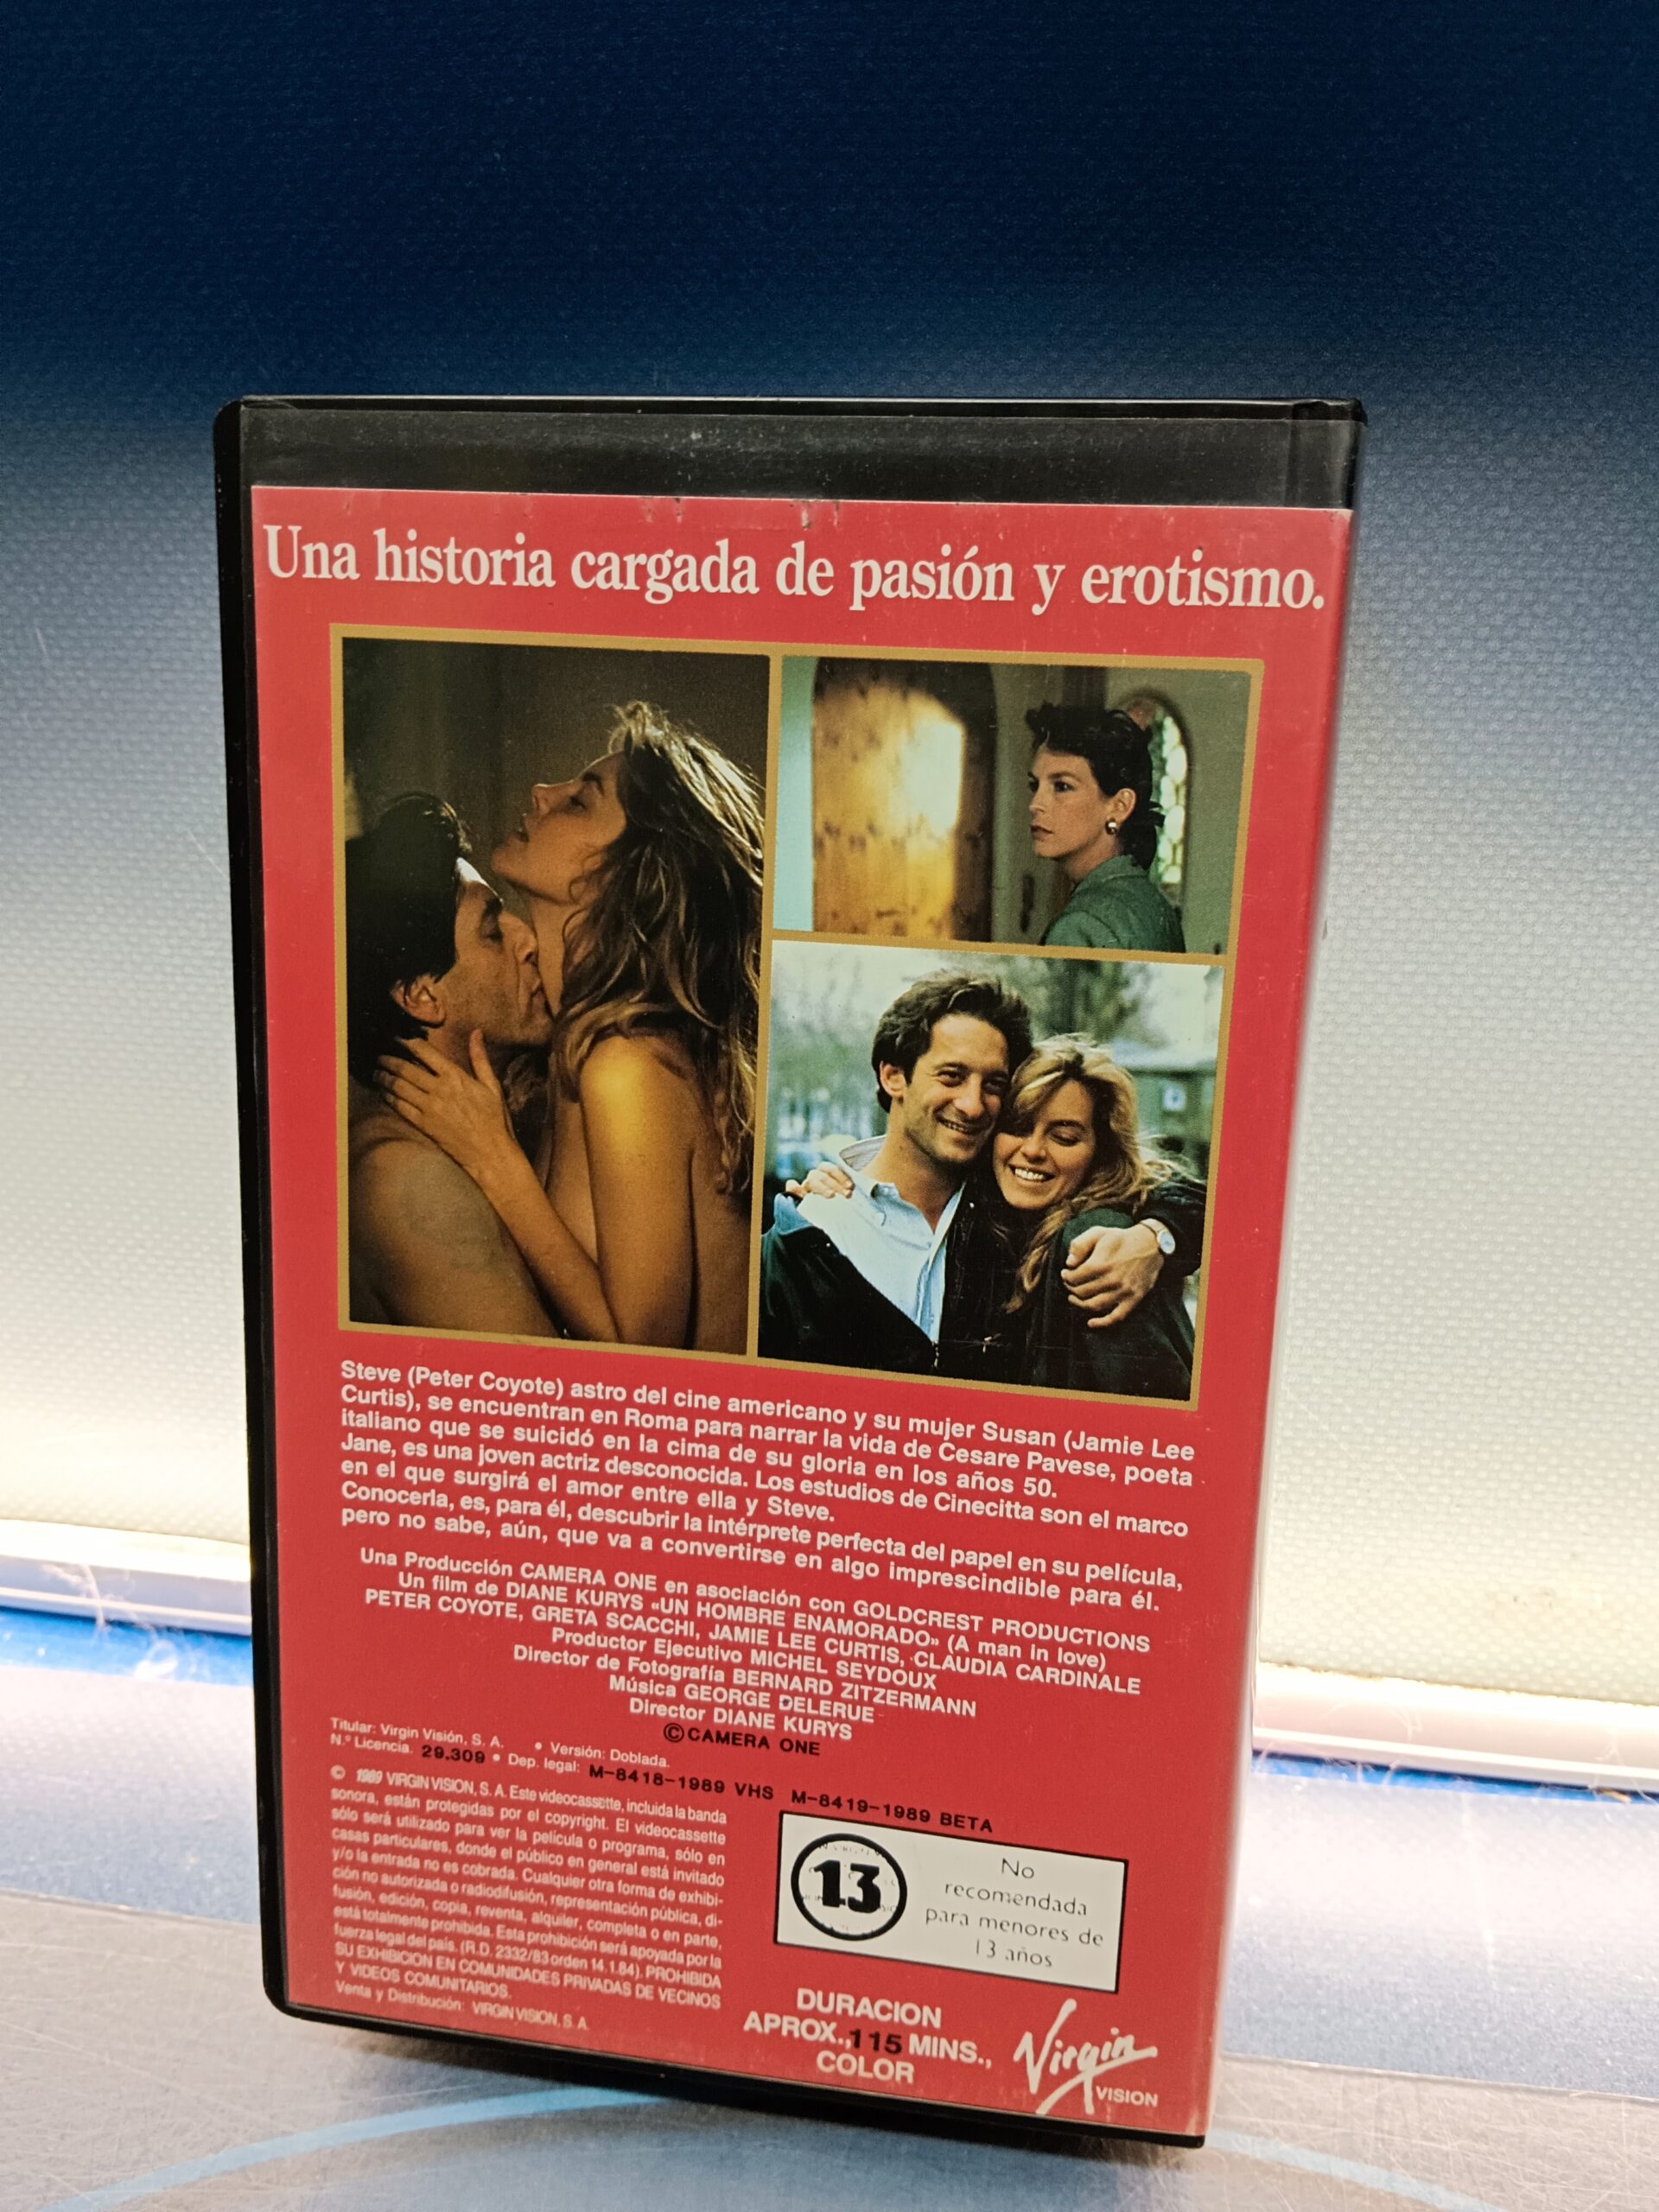 Una historia cargada de pasión y erotismo.
Steve (Peter Coyote) astro del cine americano y su mujer Susan (Jamie Lee
Curtis), se encuentran en Roma para narrar la vida de Cesare Pavese, poeta
italiano que se suicidó en la cima de su gloria en los años 50.
Jane, es una joven actriz desconocida. Los estudios de Cinecitta son el marco
en el que surgirá el amor entre ella y Steve.
Conocerla, es, para él, descubrir la intérprete perfecta del papel en su película,
pero no sabe, aún, que va a convertirse en algo imprescindible para él.
Una Producción CAMERA ONE en asociación con GOLDCREST PRODUCTIONS
Un film de DIANE KURYS «UN HOMBRE ENAMORADO» (A man in love)
PETER COYOTE, GRETA SCACCHI, JAMIE LEE CURTIS, CLAUDIA CARDINALE
Productor Ejecutivo MICHEL SEYDOUX
Director de Fotografía BERNARD ZITZERMANN
Música GEORGE DELERUE
Director DIANE KURYS
© CAMERA ONE
Titular: Virgin Visión, S. A. • Versión: Doblada.
N.º Licencia. 29.309 • Dep. legal: M-8418-1989 VHS M-8419-1989 BETA
© 1989 VIRGIN VISION, S. A. Este videocassette, incluida la banda
sonora, están protegidas por el copyright. El videocassette
sólo será utilizado para ver la película o programa, sólo en
casas particulares, donde el público en general está invitado
y/o la entrada no es cobrada. Cualquier otra forma de exhibi-
ción no autorizada o radiodifusión, representación pública, di-
fusión, edición, copia, reventa, alquiler, completa o en parte,
está totalmente prohibida. Esta prohibición será apoyada por la
fuerza legal del país. (R.D. 2332/83 orden 14.1.84). PROHIBIDA
SU EXHIBICION EN COMUNIDADES PRIVADAS DE VECINOS
Y VIDEOS COMUNITARIOS.
Venta y Distribución: VIRGIN VISION, S. A.
13
No
recomendada
para menores de
13 años
DURACION
APROX., 115 MINS.,
COLOR
Virgin
VISION